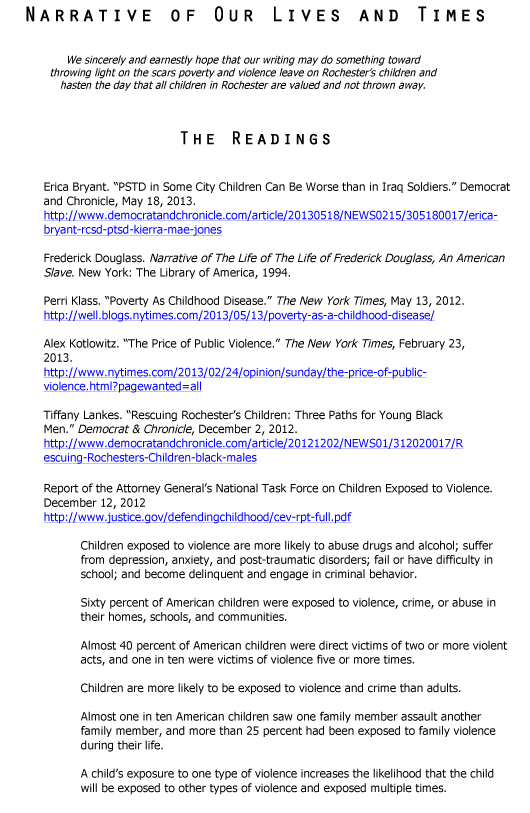 Narrative of Our Lives and Times
We sincerely and earnestly hope that our writing may do something toward
throwing light on the scars poverty and violence leave on Rochester's children and
hasten the day that all children in Rochester are valued and not thrown away.
The Readings
Erica Bryant. “PSTD in Some City Children Can Be Worse than in Iraq Soldiers.” Democrat
and Chronicle, May 18, 2013.
http://www.democratandchronicle.com/article/20130518/NEWS0215/305180017/erica-
bryant-rcsd-ptsd-kierra-mae-jones
Frederick Douglass. Narrative of The Life of The Life of Frederick Douglass, An American
Slave. New York: The Library of America, 1994.
Perri Klass. “Poverty As Childhood Disease.” The New York Times, May 13, 2012.
http://well.blogs.nytimes.com/2013/05/13/poverty-as-a-childhood-disease/
Alex Kotlowitz. “The Price of Public Violence.” The New York Times, February 23,
2013.
http://www.nytimes.com/2013/02/24/opinion/sunday/the-price-of-public-
violence.html?pagewanted=all
Tiffany Lankes. “Rescuing Rochester's Children: Three Paths for Young Black
Men.” Democrat & Chronicle, December 2, 2012.
http://www.democratandchronicle.com/article/20121202/NEWS01/312020017/R
escuing-Rochesters-Children-black-males
Report of the Attorney General's National Task Force on Children Exposed to Violence.
December 12, 2012
http://www.justice.gov/defendingchildhood/cev-rpt-full.pdf
Children exposed to violence are more likely to abuse drugs and alcohol; suffer
from depression, anxiety, and post-traumatic disorders; fail or have difficulty in
school; and become delinquent and engage in criminal behavior.
Sixty percent of American children were exposed to violence, crime, or abuse in
their homes, schools, and communities.
Almost 40 percent of American children were direct victims of two or more violent
acts, and one in ten were victims of violence five or more times.
Children are more likely to be exposed to violence and crime than adults.
Almost one in ten American children saw one family member assault another
family member, and more than 25 percent had been exposed to family violence
during their life.
A child's exposure to one type of violence increases the likelihood that the child
will be exposed to other types of violence and exposed multiple times.